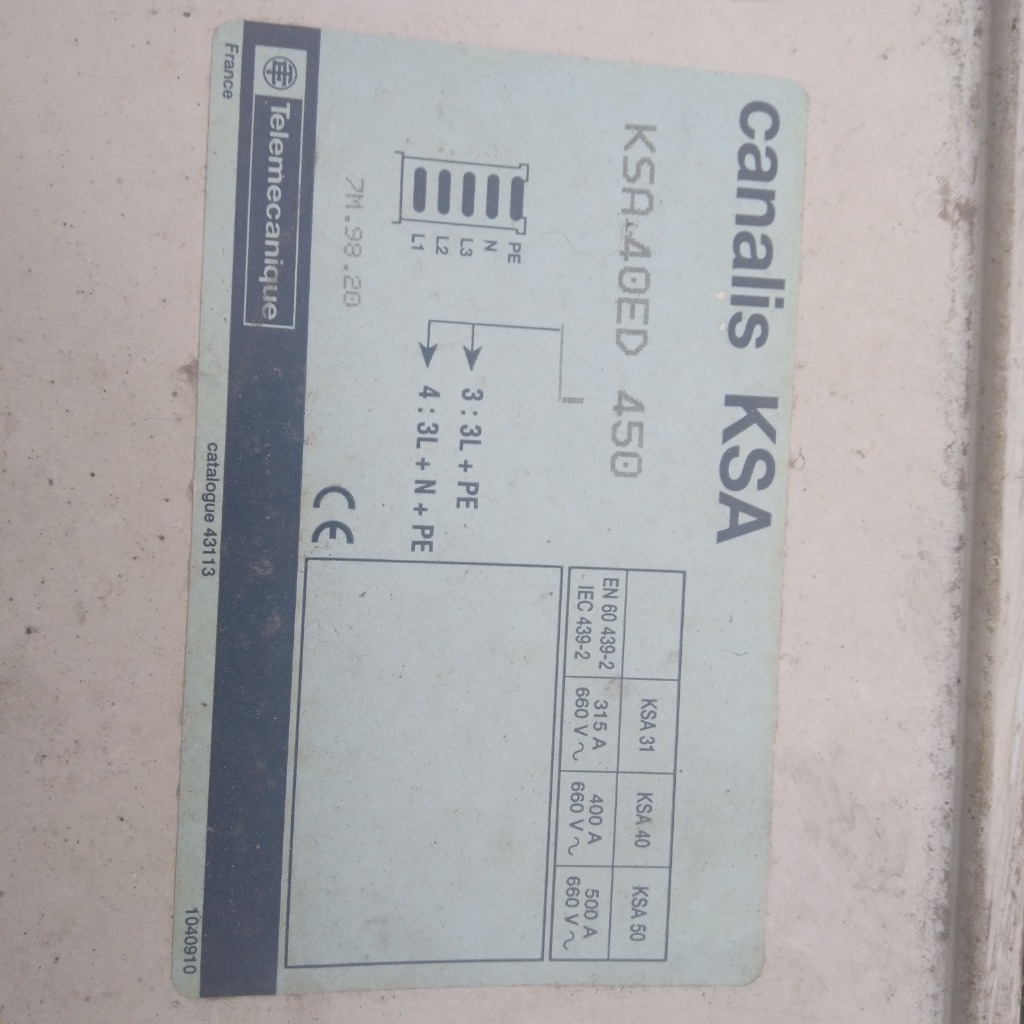 canalis KSA
KSA.40ED 450
KSA 31 KSA 40 KSA 50
EN 60 439-2 315 A 400 A 500 A
IEC 439-2 660 V ~ 660 V ~ 660 V ~
PE
N
L3
L2
L1
3 : 3L + PE
4 : 3L + N + PE
7M.98.20
CE
Telemecanique
France
catalogue 43113
1040910